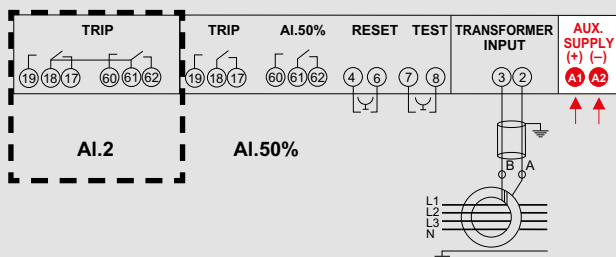 TRIP
TRIP
Al.50%
RESET
TEST
TRANSFORMER
INPUT
AUX.
SUPPLY
(+) (–)
19 18 17 60 61 62
19 18 17
60 61 62
4 6
7 8
3 2
A1 A2
Al.2
Al.50%
B A
L1
L2
L3
N